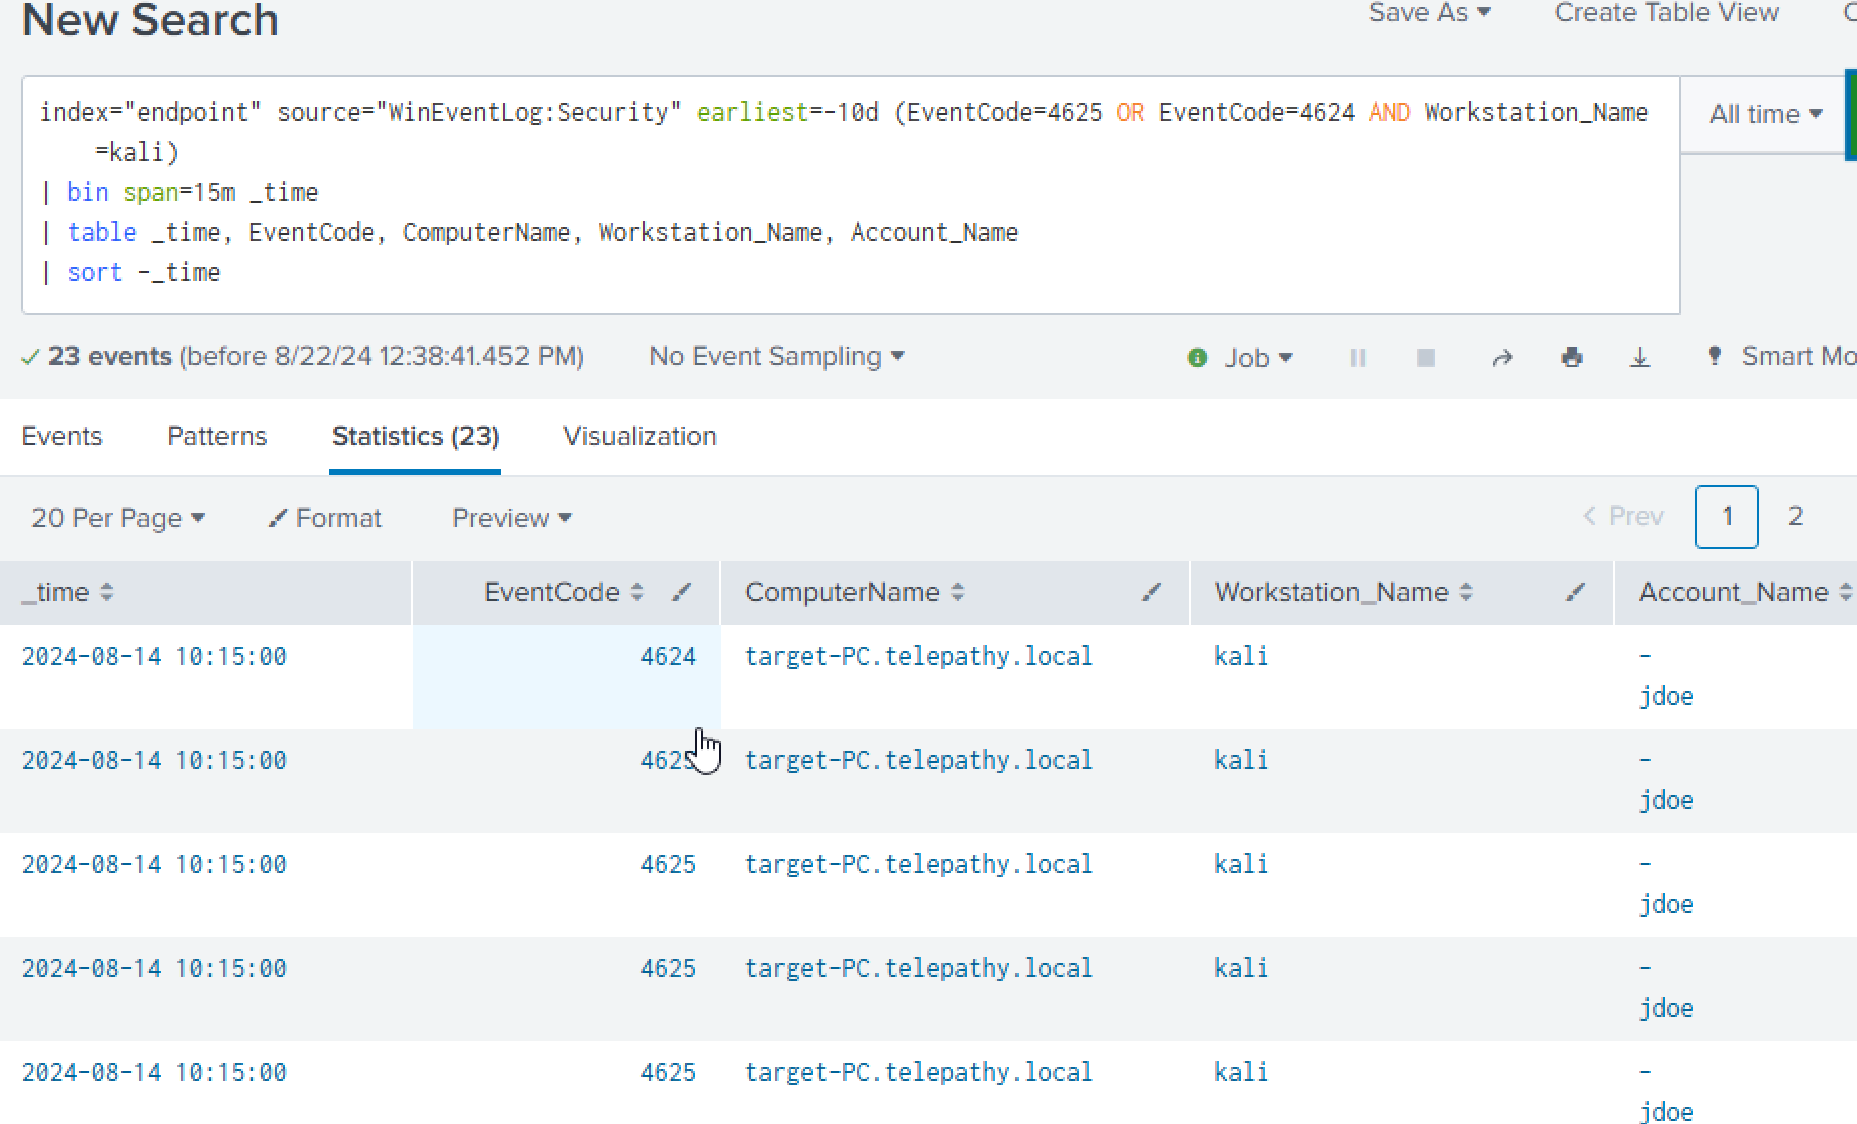 New Search
Save As
Create Table View
index="endpoint" source="WinEventLog:Security" earliest=-10d (EventCode=4625 OR EventCode=4624 AND Workstation_Name
=kali)
| bin span=15m _time
| table _time, EventCode, ComputerName, Workstation_Name, Account_Name
| sort -_time
All time
23 events (before 8/22/24 12:38:41.452 PM)
No Event Sampling
Job
Smart Mo
Events
Patterns
Statistics (23)
Visualization
20 Per Page
Format
Preview
Prev
1
2
_time EventCode ComputerName Workstation_Name Account_Name
2024-08-14 10:15:00 4624 target-PC.telepathy.local kali -
jdoe
2024-08-14 10:15:00 4625 target-PC.telepathy.local kali -
jdoe
2024-08-14 10:15:00 4625 target-PC.telepathy.local kali -
jdoe
2024-08-14 10:15:00 4625 target-PC.telepathy.local kali -
jdoe
2024-08-14 10:15:00 4625 target-PC.telepathy.local kali -
jdoe